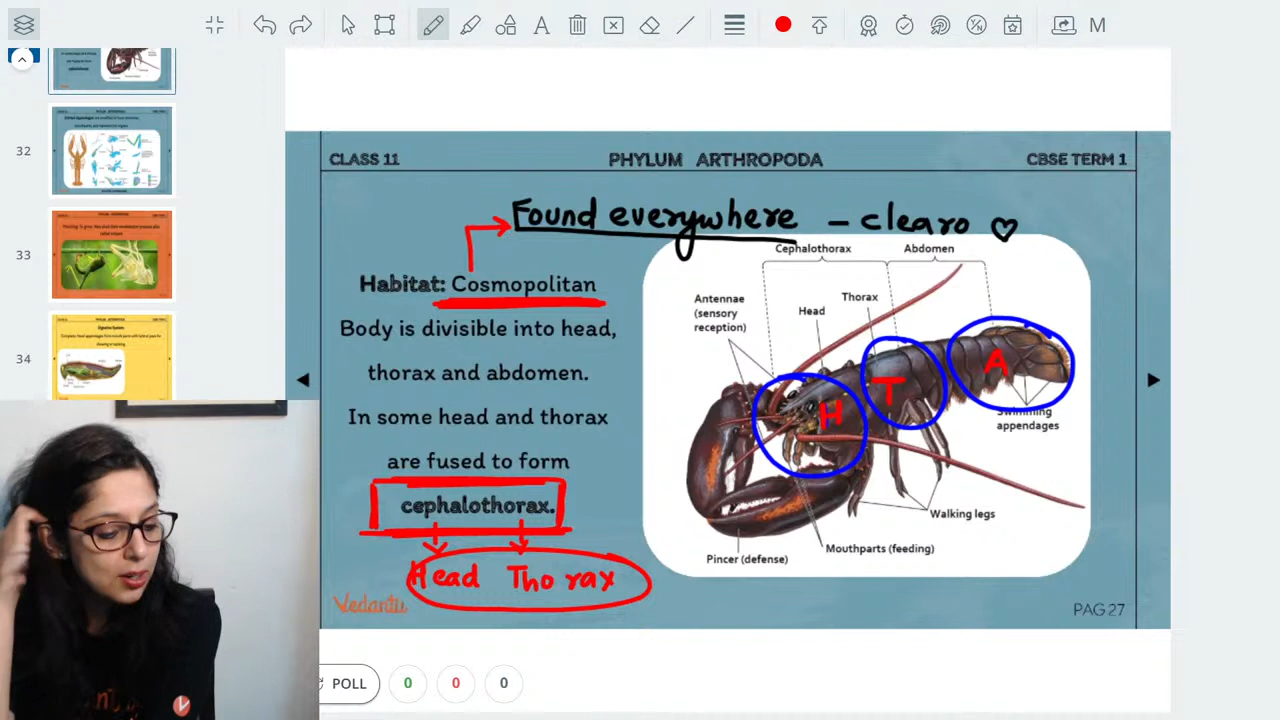 M
32
33
34
CLASS 11
PHYLUM ARTHROPODA
CBSE TERM 1
Found everywhere – clearo ♡
Habitat: Cosmopolitan
Body is divisible into head,
thorax and abdomen.
In some head and thorax
are fused to form
cephalothorax.
Head Thorax
Cephalothorax
Abdomen
Antennae
(sensory
reception)
Head
Thorax
H
T
A
Swimming
appendages
Walking legs
Mouthparts (feeding)
Pincer (defense)
Vedantu
PAG 27
POLL
0
0
0